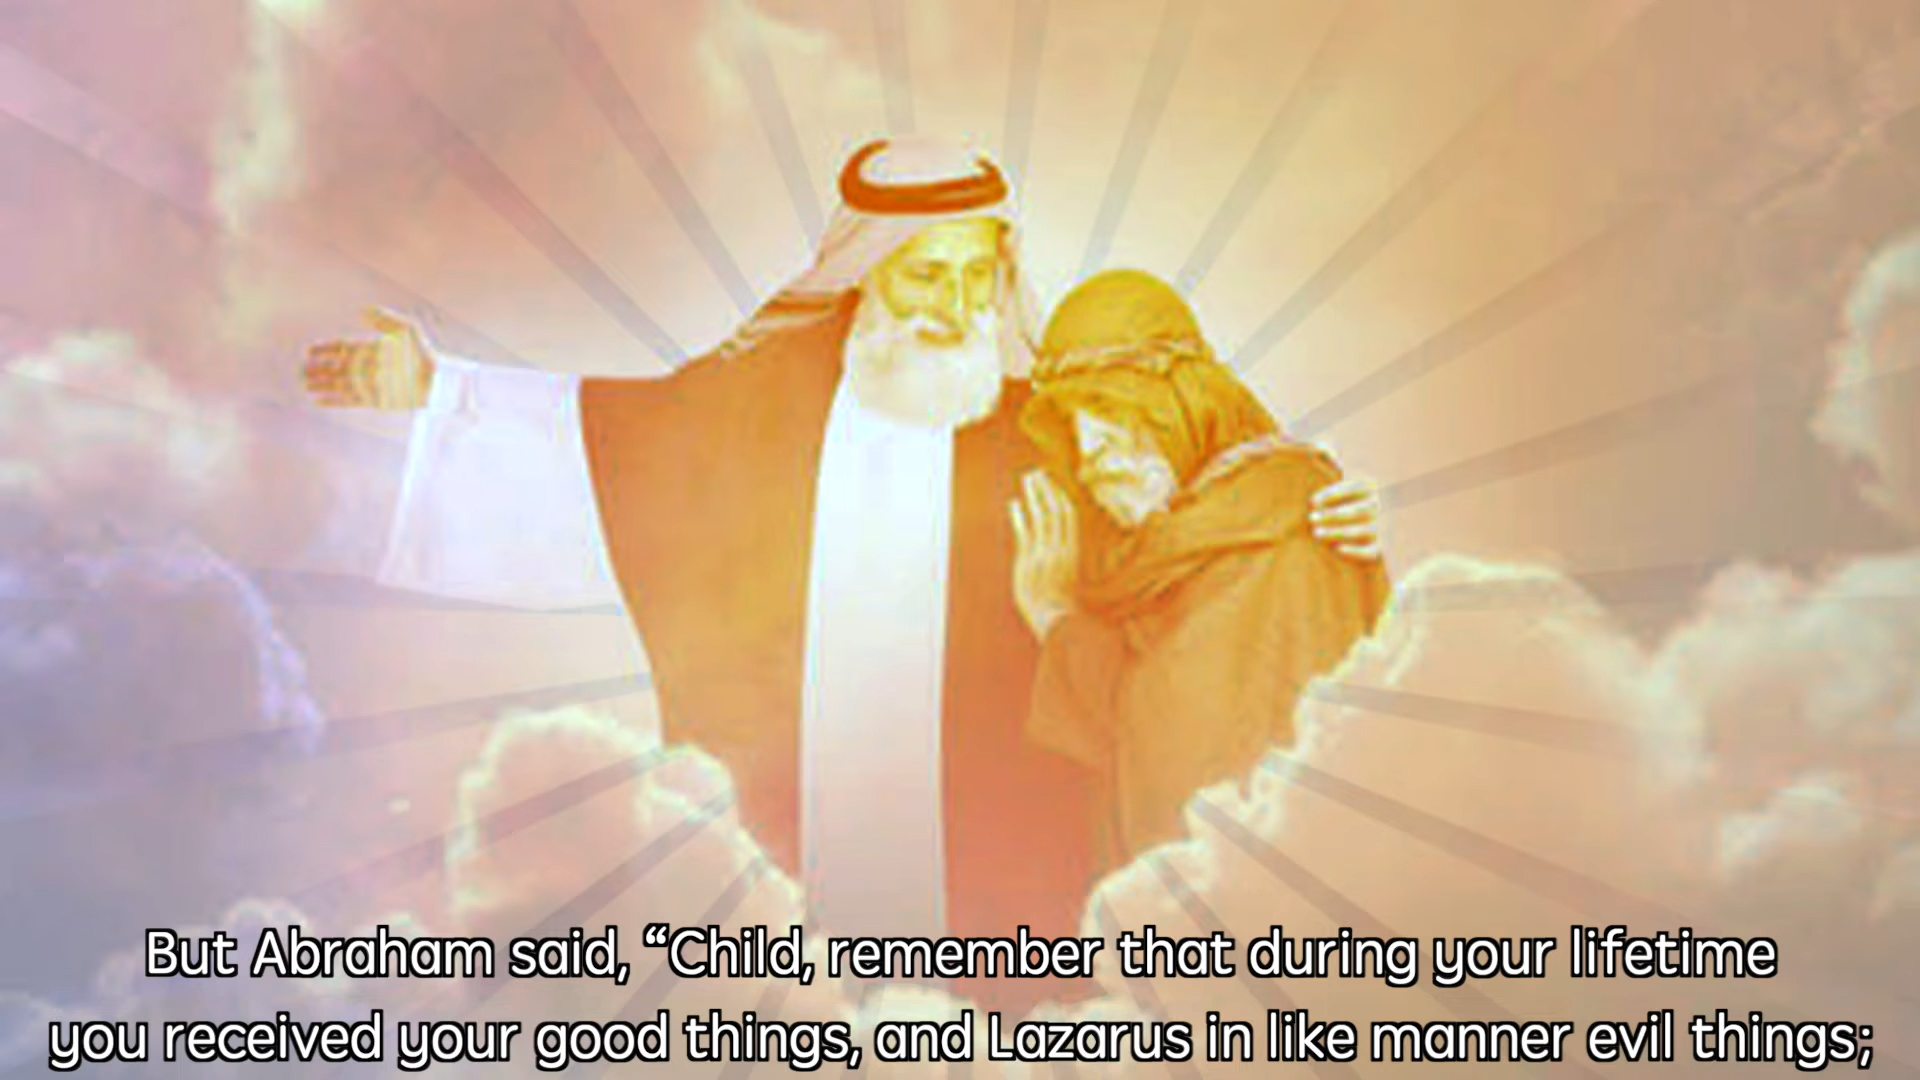 But Abraham said, “Child, remember that during your lifetime
you received your good things, and Lazarus in like manner evil things;